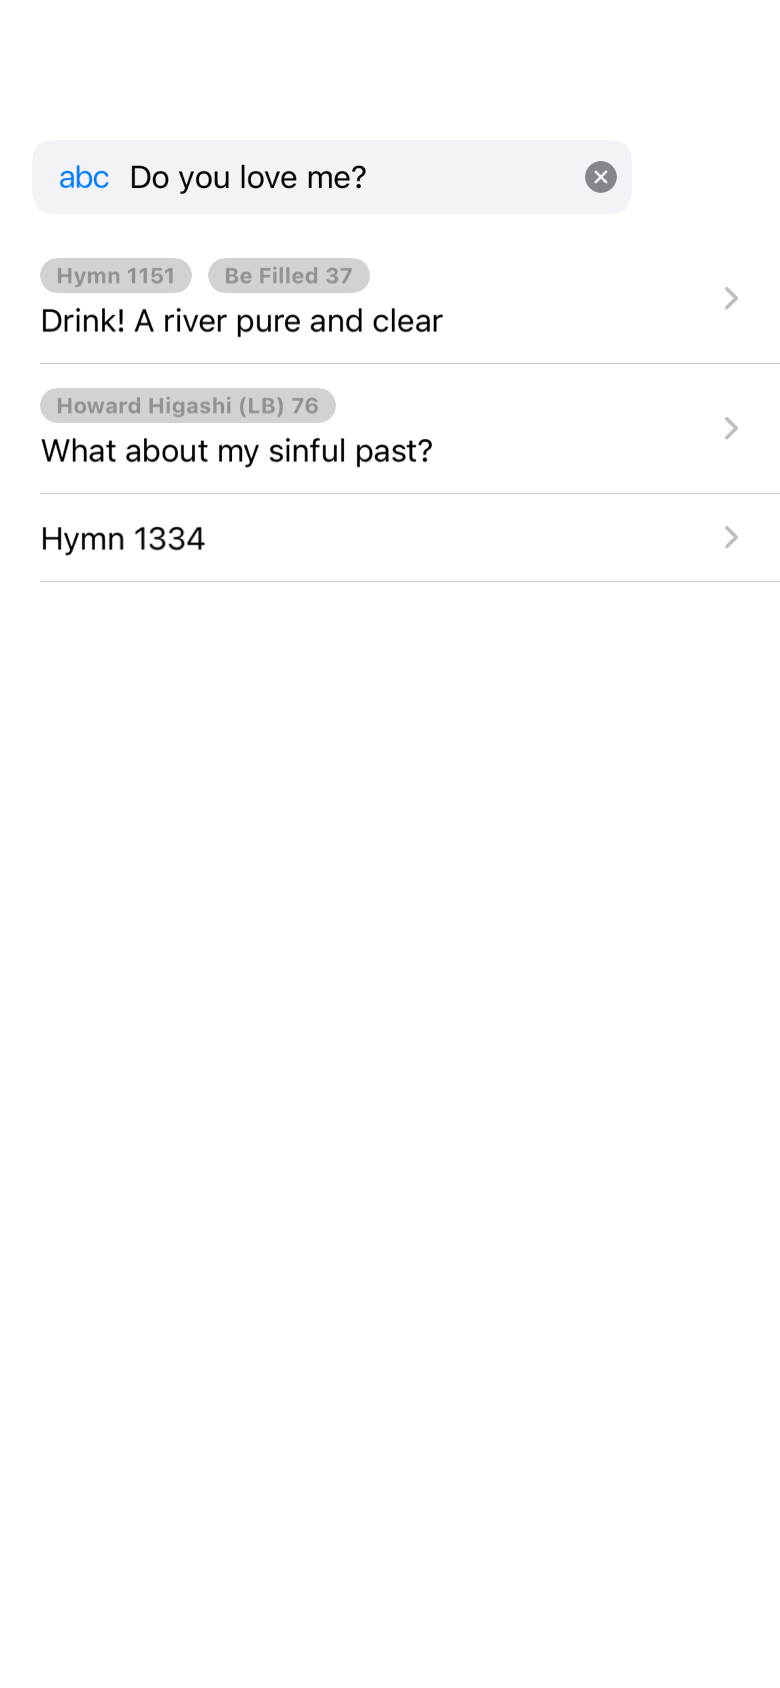 abc Do you love me?
Hymn 1151 Be Filled 37
Drink! A river pure and clear
Howard Higashi (LB) 76
What about my sinful past?
Hymn 1334